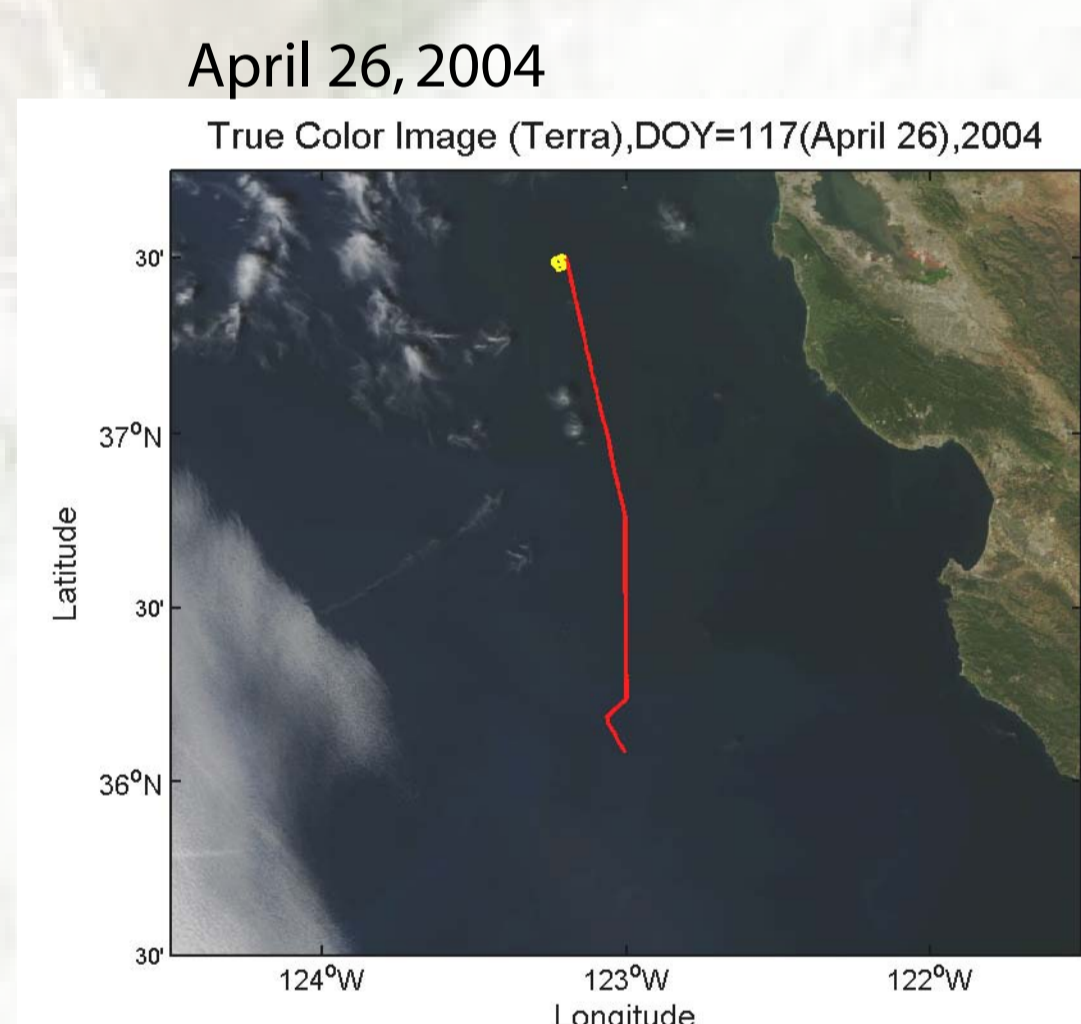 April 26, 2004
True Color Image (Terra),DOY=117(April 26),2004
30'
37°N
30'
36°N
30'
Latitude
124°W
123°W
122°W
Longitude